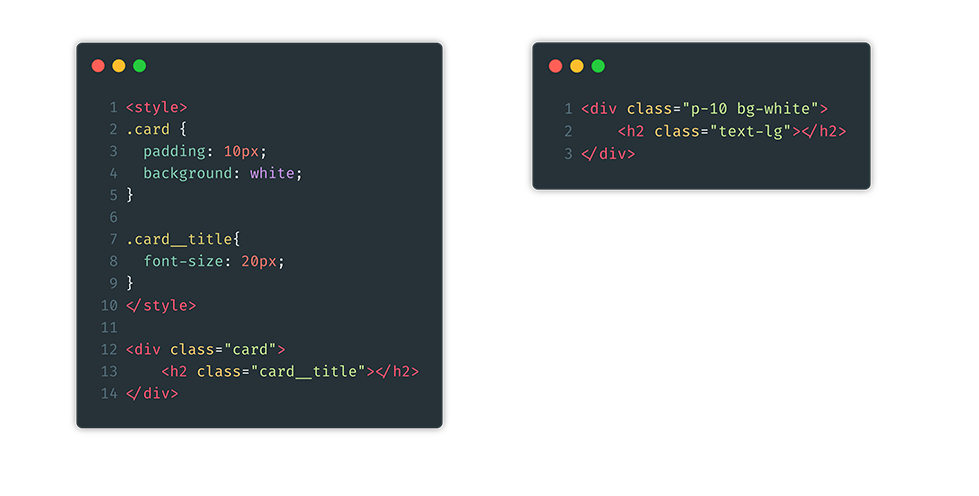 1 <style>
2 .card {
3   padding: 10px;
4   background: white;
5 }
6
7 .card__title{
8   font-size: 20px;
9 }
10 </style>
11
12 <div class="card">
13     <h2 class="card__title"></h2>
14 </div>
1 <div class="p-10 bg-white">
2     <h2 class="text-lg"></h2>
3 </div>